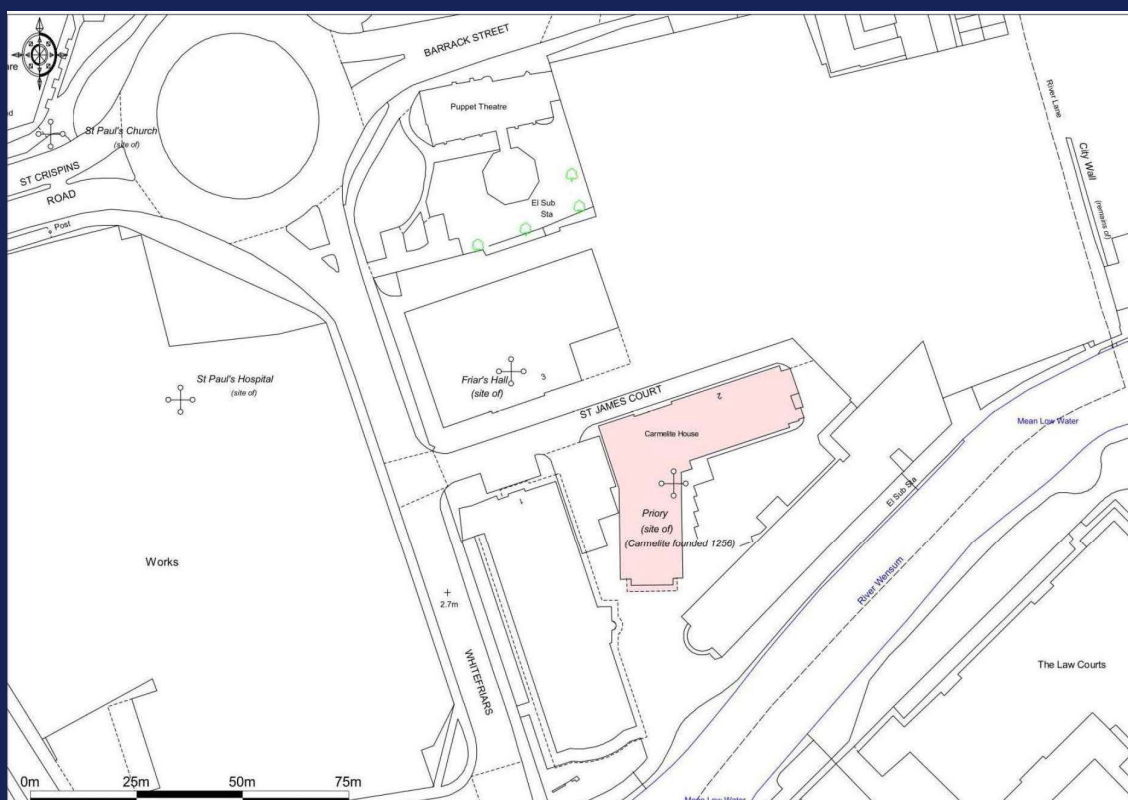 BARRACK STREET
Puppet Theatre
St Paul's Church
(site of)
ST CRISPINS
ROAD
Post
El Sub
Sta
River Lane
City Wall
(remains of)
St Paul's Hospital
(site of)
Friar's Hall
(site of)
3
ST JAMES COURT
2
Carmelite House
Mean Low Water
El Sub Sta
Priory
(site of)
(Carmelite founded 1256)
1
Works
2.7m
WHITEFRIARS
River Wensum
The Law Courts
0m
25m
50m
75m
Mean Low Water